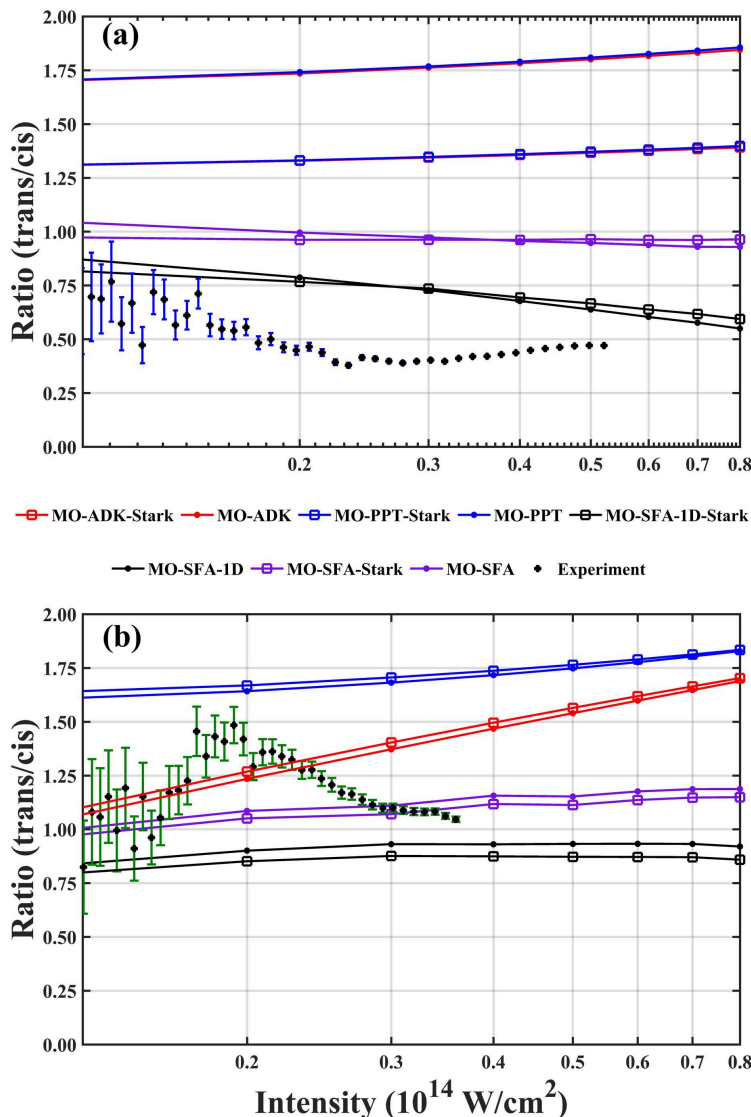 2.00
(a)
1.75
1.50
1.25
1.00
0.75
0.50
0.25
0.00
Ratio (trans/cis)
0.2 0.3 0.4 0.5 0.6 0.7 0.8
MO-ADK-Stark MO-ADK MO-PPT-Stark MO-PPT MO-SFA-1D-Stark
MO-SFA-1D MO-SFA-Stark MO-SFA Experiment
2.00
(b)
1.75
1.50
1.25
1.00
0.75
0.50
0.25
0.00
Ratio (trans/cis)
0.2 0.3 0.4 0.5 0.6 0.7 0.8
Intensity (10¹⁴ W/cm²)